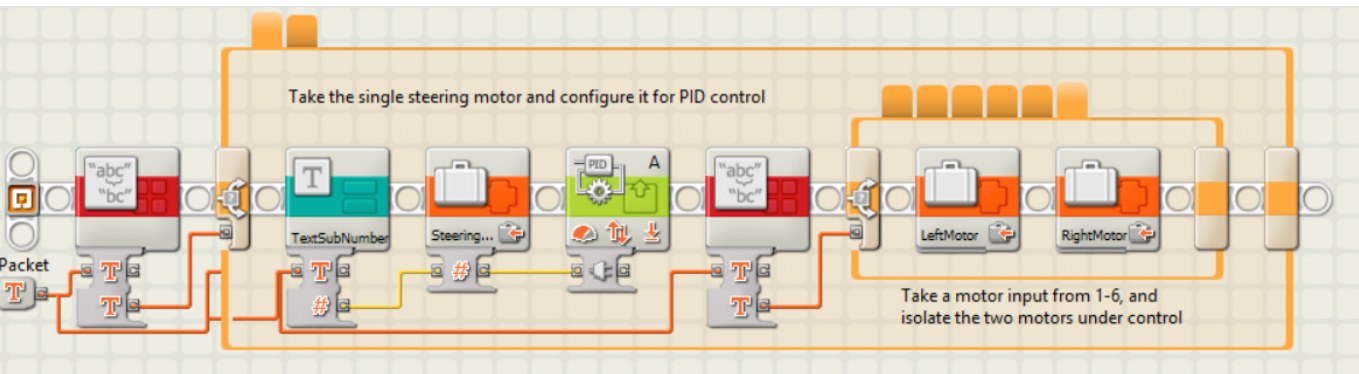 Take the single steering motor and configure it for PID control
"abc"
"bc"
T
TextSubNumber
Steering...
PID
A
"abc"
"bc"
LeftMotor
RightMotor
Packet
T
T
T
T
#
#
T
T
Take a motor input from 1-6, and
isolate the two motors under control